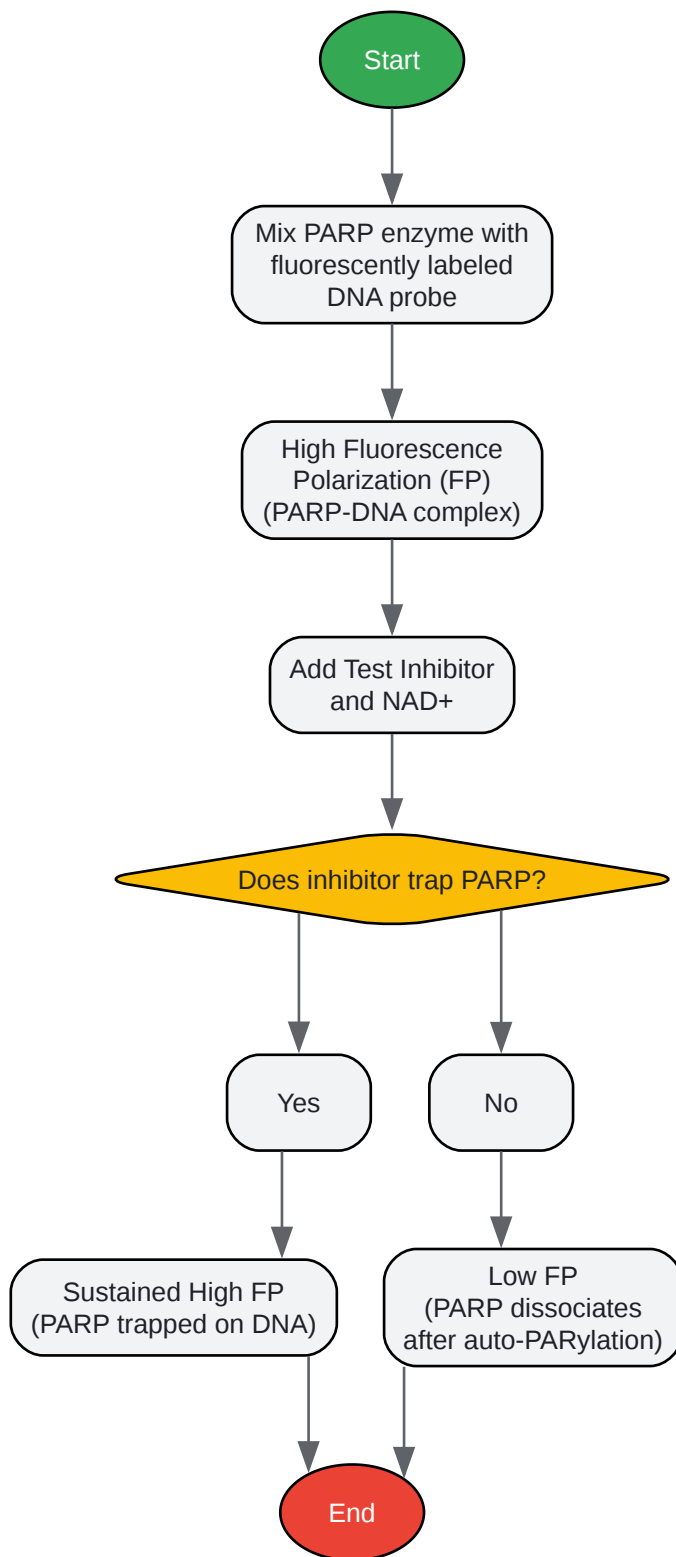 Start
Mix PARP enzyme with
fluorescently labeled
DNA probe
High Fluorescence
Polarization (FP)
(PARP-DNA complex)
Add Test Inhibitor
and NAD+
Does inhibitor trap PARP?
Yes
No
Sustained High FP
(PARP trapped on DNA)
Low FP
(PARP dissociates
after auto-PARylation)
End